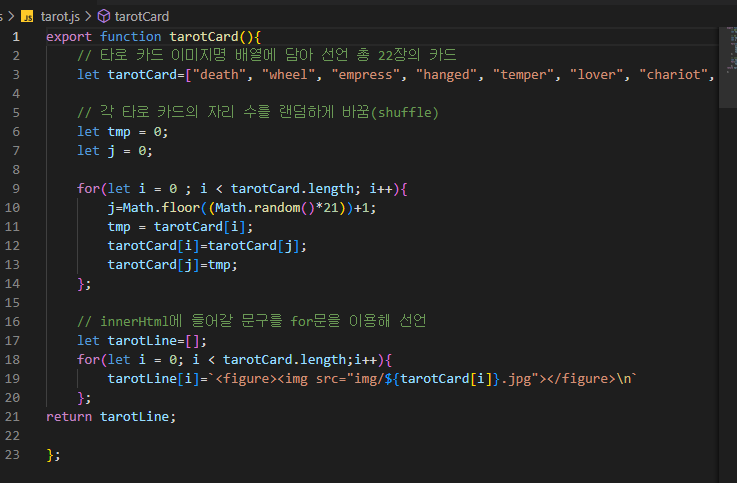 s > JS tarot.js > tarotCard
1 export function tarotCard(){
2 // 타로 카드 이미지명 배열에 담아 선언 총 22장의 카드
3 let tarotCard=["death", "wheel", "empress", "hanged", "temper", "lover", "chariot",
4
5 // 각 타로 카드의 자리 수를 랜덤하게 바꿈(shuffle)
6 let tmp = 0;
7 let j = 0;
8
9 for(let i = 0 ; i < tarotCard.length; i++){
10 j=Math.floor((Math.random()*21))+1;
11 tmp = tarotCard[i];
12 tarotCard[i]=tarotCard[j];
13 tarotCard[j]=tmp;
14 };
15
16 // innerHtml에 들어갈 문구를 for문을 이용해 선언
17 let tarotLine=[];
18 for(let i = 0; i < tarotCard.length;i++){
19 tarotLine[i]=`<figure><img src="img/${tarotCard[i]}.jpg"></figure>\n`
20 };
21 return tarotLine;
22
23 };